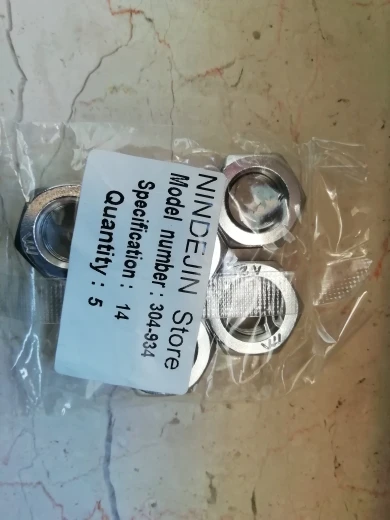 NINDEJIN Store
Model number : 304-934
Specification : 14
Quantity : 5